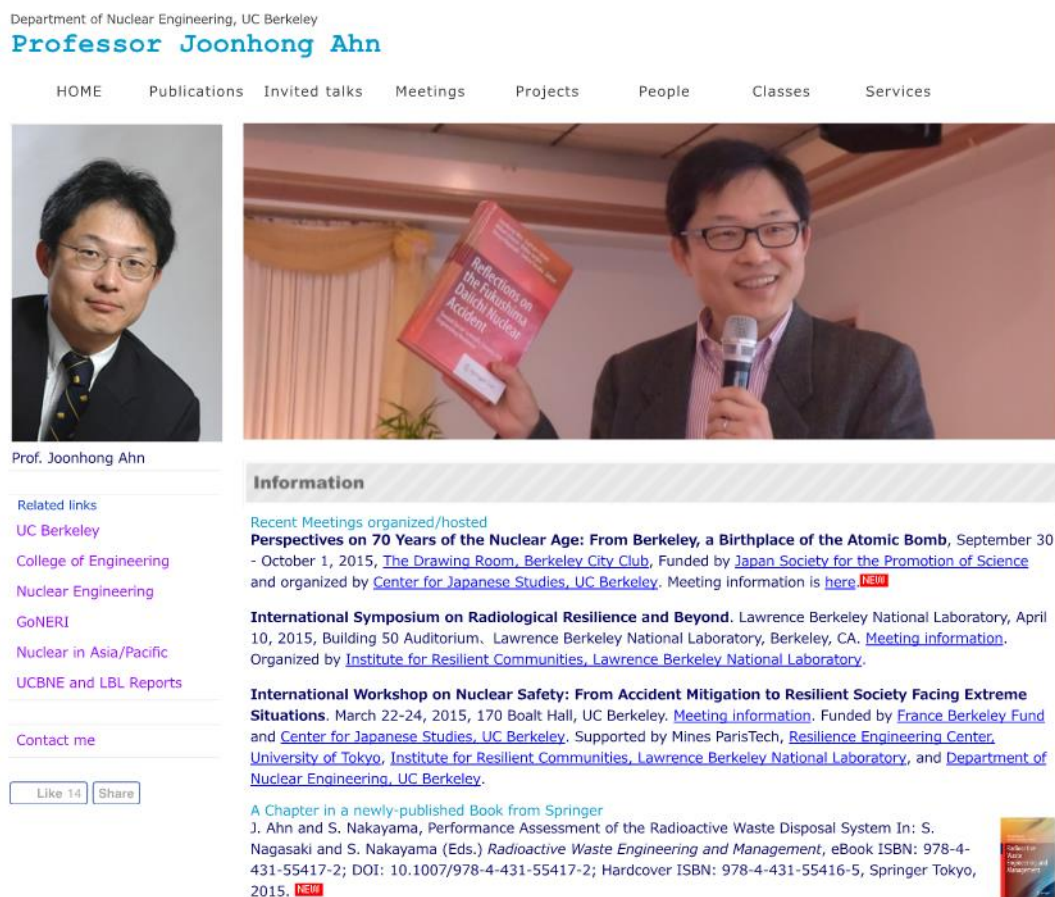 Department of Nuclear Engineering, UC Berkeley
Professor Joonhong Ahn
HOME Publications Invited talks Meetings Projects People Classes Services
Reflections on
the Fukushima
Daiichi Nuclear
Accident
Prof. Joonhong Ahn
Related links
UC Berkeley
College of Engineering
Nuclear Engineering
GoNERI
Nuclear in Asia/Pacific
UCBNE and LBL Reports
Contact me
Like 14 Share
Information
Recent Meetings organized/hosted
Perspectives on 70 Years of the Nuclear Age: From Berkeley, a Birthplace of the Atomic Bomb, September 30
- October 1, 2015, The Drawing Room, Berkeley City Club, Funded by Japan Society for the Promotion of Science
and organized by Center for Japanese Studies, UC Berkeley. Meeting information is here. NEW
International Symposium on Radiological Resilience and Beyond. Lawrence Berkeley National Laboratory, April
10, 2015, Building 50 Auditorium、Lawrence Berkeley National Laboratory, Berkeley, CA. Meeting information.
Organized by Institute for Resilient Communities, Lawrence Berkeley National Laboratory.
International Workshop on Nuclear Safety: From Accident Mitigation to Resilient Society Facing Extreme
Situations. March 22-24, 2015, 170 Boalt Hall, UC Berkeley. Meeting information. Funded by France Berkeley Fund
and Center for Japanese Studies, UC Berkeley. Supported by Mines ParisTech, Resilience Engineering Center,
University of Tokyo, Institute for Resilient Communities, Lawrence Berkeley National Laboratory, and Department of
Nuclear Engineering, UC Berkeley.
A Chapter in a newly-published Book from Springer
J. Ahn and S. Nakayama, Performance Assessment of the Radioactive Waste Disposal System In: S.
Nagasaki and S. Nakayama (Eds.) Radioactive Waste Engineering and Management, eBook ISBN: 978-4-
431-55417-2; DOI: 10.1007/978-4-431-55417-2; Hardcover ISBN: 978-4-431-55416-5, Springer Tokyo,
2015. NEW
Radioactive
Waste
Engineering and
Management